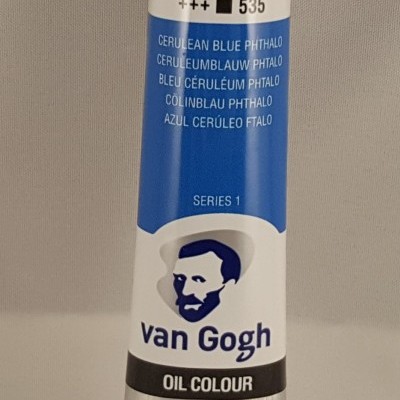 +++ 535
CERULEAN BLUE PHTHALO
CERULEUMBLAUW PHTALO
BLEU CÉRULÉUM PHTALO
CÖLINBLAU PHTHALO
AZUL CERÚLEO FTALO
SERIES 1
van Gogh
OIL COLOUR